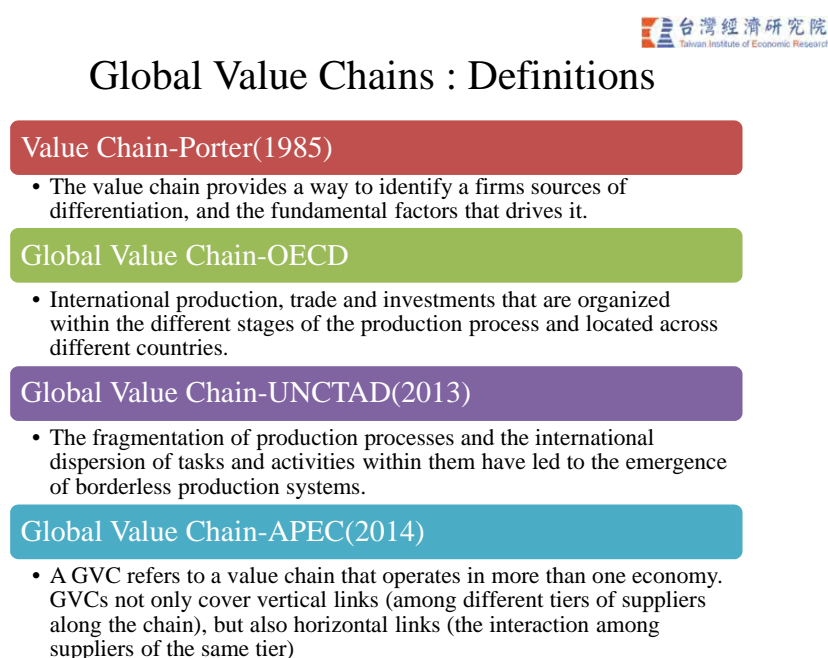 台灣經濟研究院
Taiwan Institute of Economic Research
Global Value Chains : Definitions
Value Chain-Porter(1985)
• The value chain provides a way to identify a firms sources of
differentiation, and the fundamental factors that drives it.
Global Value Chain-OECD
• International production, trade and investments that are organized
within the different stages of the production process and located across
different countries.
Global Value Chain-UNCTAD(2013)
• The fragmentation of production processes and the international
dispersion of tasks and activities within them have led to the emergence
of borderless production systems.
Global Value Chain-APEC(2014)
• A GVC refers to a value chain that operates in more than one economy.
GVCs not only cover vertical links (among different tiers of suppliers
along the chain), but also horizontal links (the interaction among
suppliers of the same tier)